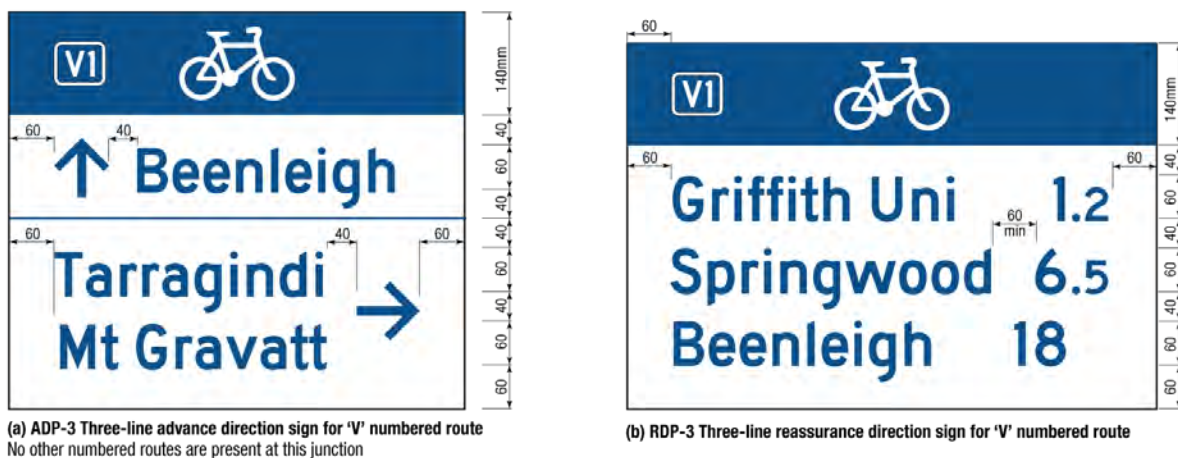 V1
140mm
60 40
40
Beenleigh
60
40
60 40 60
40
Tarragindi
60
40
Mt Gravatt
60
60
(a) ADP-3 Three-line advance direction sign for ‘V’ numbered route
No other numbered routes are present at this junction
60
V1
140mm
60 60
40
Griffith Uni 1.2
60
60
min
40
Springwood 6.5
60
40
Beenleigh 18
60
60
(b) RDP-3 Three-line reassurance direction sign for ‘V’ numbered route